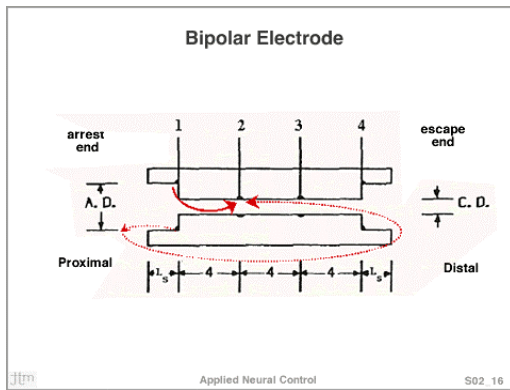 Bipolar Electrode
1 2 3 4
arrest
end
escape
end
A. D.
C. D.
Proximal
Distal
Ls 4 4 4 Ls
jtm
Applied Neural Control
S02_16